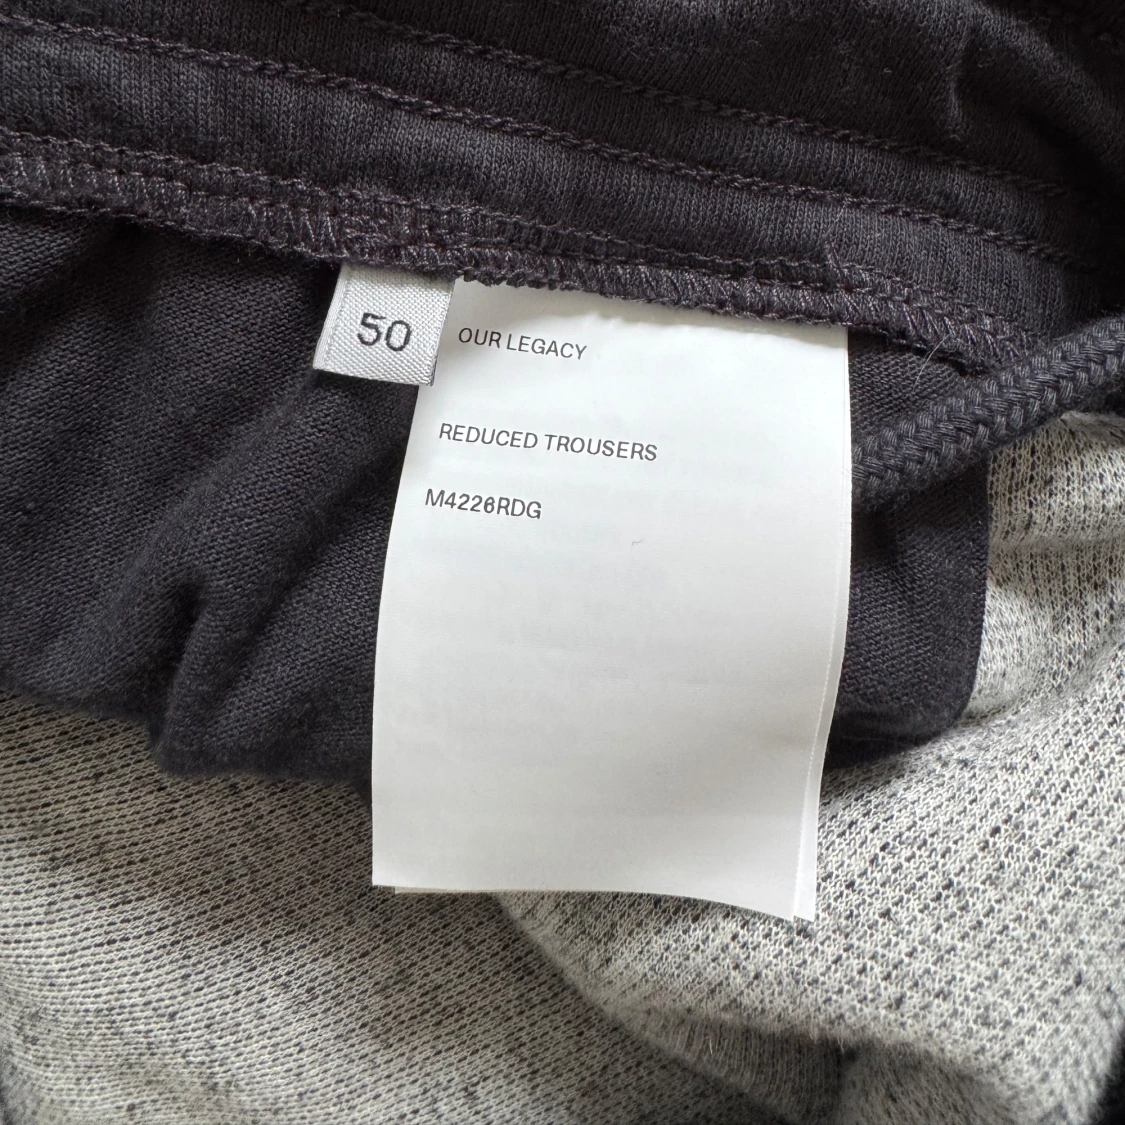 50
OUR LEGACY
REDUCED TROUSERS
M4226RDG